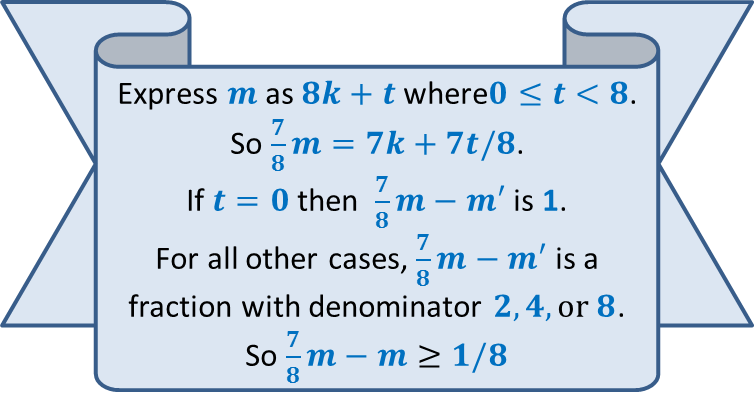 Express m as 8k + t where0 ≤ t < 8.
So 7/8 m = 7k + 7t/8.
If t = 0 then 7/8 m − m′ is 1.
For all other cases, 7/8 m − m′ is a
fraction with denominator 2, 4, or 8.
So 7/8 m − m ≥ 1/8